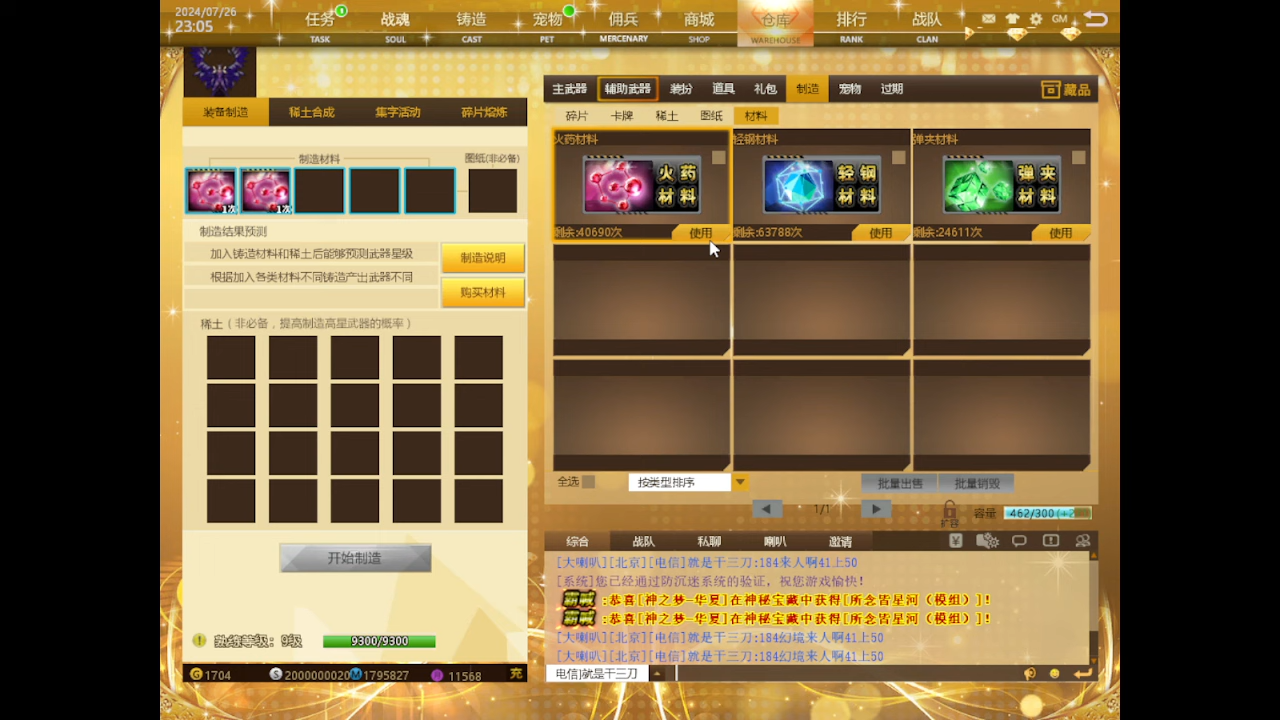 2024/07/26
23:05
任务 战魂 铸造 宠物 佣兵 商城 仓库 排行 战队
TASK SOUL CAST PET MERCENARY SHOP WAREHOUSE RANK CLAN
GM
主武器 辅助武器 装扮 道具 礼包 制造 宠物 过期 藏品
装备制造 稀土合成 集字活动 碎片熔炼
碎片 卡牌 稀土 图纸 材料
制造材料 图纸(非必备)
1次 1次
火药材料 轻钢材料 弹夹材料
火药材料 轻钢材料 弹夹材料
剩余:40690次 使用 剩余:63788次 使用 剩余:24611次 使用
制造结果预测
加入铸造材料和稀土后能够预测武器星级
根据加入各类材料不同铸造产出武器不同
制造说明
购买材料
稀土（非必备，提高制造高星武器的概率）
全选 按类型排序 批量出售 批量销毁
1/1 扩容 容量 462/300(+2
开始制造
熟练等级：9级 9300/9300
G 1704 S 2000000020 M 1795827 11568 充
综合 战队 私聊 喇叭 邀请
[大喇叭][北京][电信]就是干三刀:184来人啊41上50
[系统]您已经通过防沉迷系统的验证，祝您游戏愉快！
霸喊:恭喜[神之梦-华夏]在神秘宝藏中获得[所念皆星河（模组）]！
霸喊:恭喜[神之梦-华夏]在神秘宝藏中获得[所念皆星河（模组）]！
[大喇叭][北京][电信]就是干三刀:184幻境来人啊41上50
[大喇叭][北京][电信]就是干三刀:184幻境来人啊41上50
电信]就是干三刀